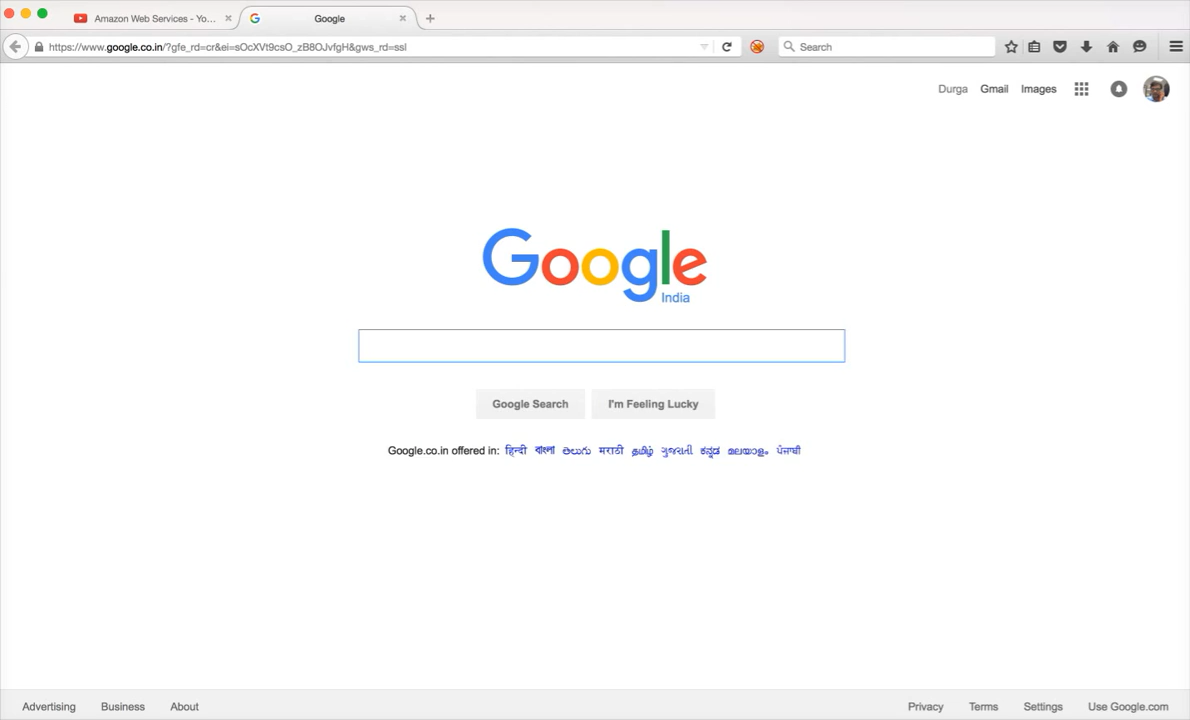 Amazon Web Services - Yo...
Google
https://www.google.co.in/?gfe_rd=cr&ei=sOcXVt9csO_zB8OJvfgH&gws_rd=ssl
Search
Durga Gmail Images
Google
India
Google Search I'm Feeling Lucky
Google.co.in offered in: हिन्दी বাংলা తెలుగు मराठी தமிழ் ગુજરાતી ಕನ್ನಡ മലയാളം ਪੰਜਾਬੀ
Advertising Business About Privacy Terms Settings Use Google.com